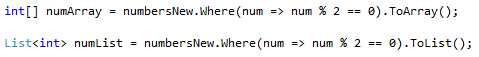 int[] numArray = numbersNew.Where(num => num % 2 == 0).ToArray();
List<int> numList = numbersNew.Where(num => num % 2 == 0).ToList();